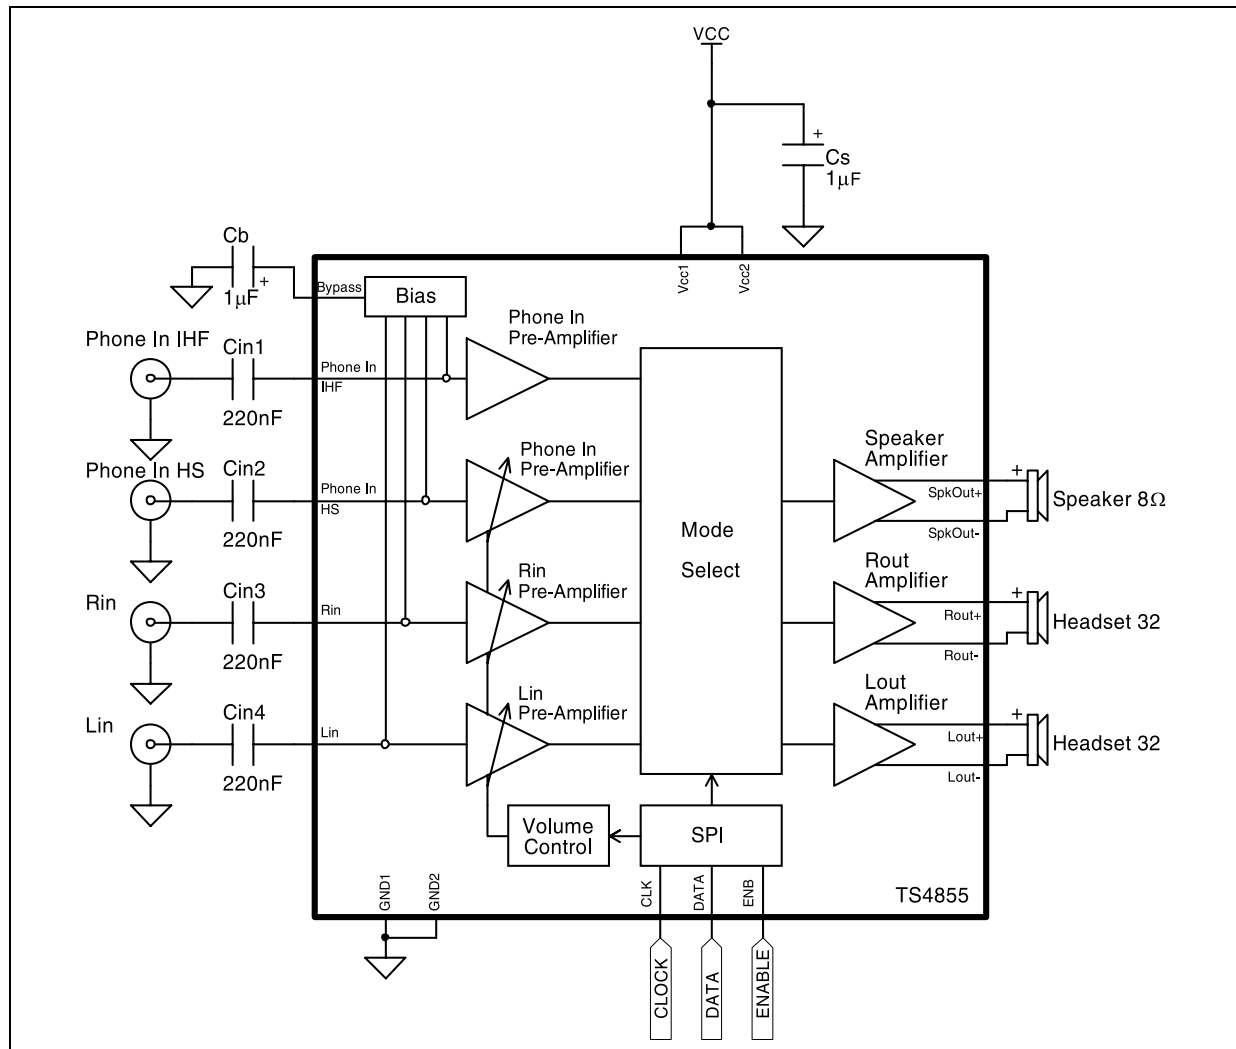 VCC
+
Cs
1µF
Cb
+
1µF
Vcc1
Vcc2
Bypass
Bias
Phone In IHF
Cin1
220nF
Phone In
IHF
Phone In
Pre-Amplifier
Phone In HS
Cin2
220nF
Phone In
HS
Phone In
Pre-Amplifier
Rin
Cin3
220nF
Rin
Rin
Pre-Amplifier
Lin
Cin4
220nF
Lin
Lin
Pre-Amplifier
Mode
Select
Speaker
Amplifier
SpkOut+
SpkOut-
+
Speaker 8Ω
Rout
Amplifier
Rout+
Rout-
+
Headset 32
Lout
Amplifier
Lout+
Lout-
+
Headset 32
Volume
Control
SPI
GND1
GND2
CLK
DATA
ENB
TS4855
CLOCK
DATA
ENABLE